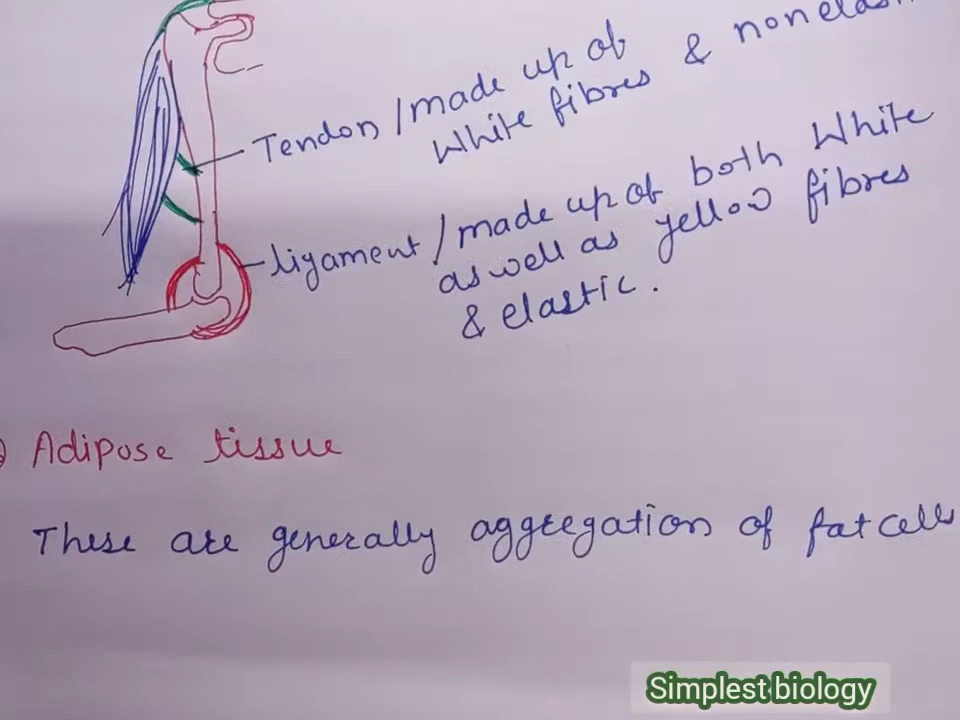 Tendon / made up of
White fibres & non elas
ligament / made up of both White
as well as yellow fibres
& elastic.
Adipose tissue
These are generally aggregation of fat cells
Simplest biology